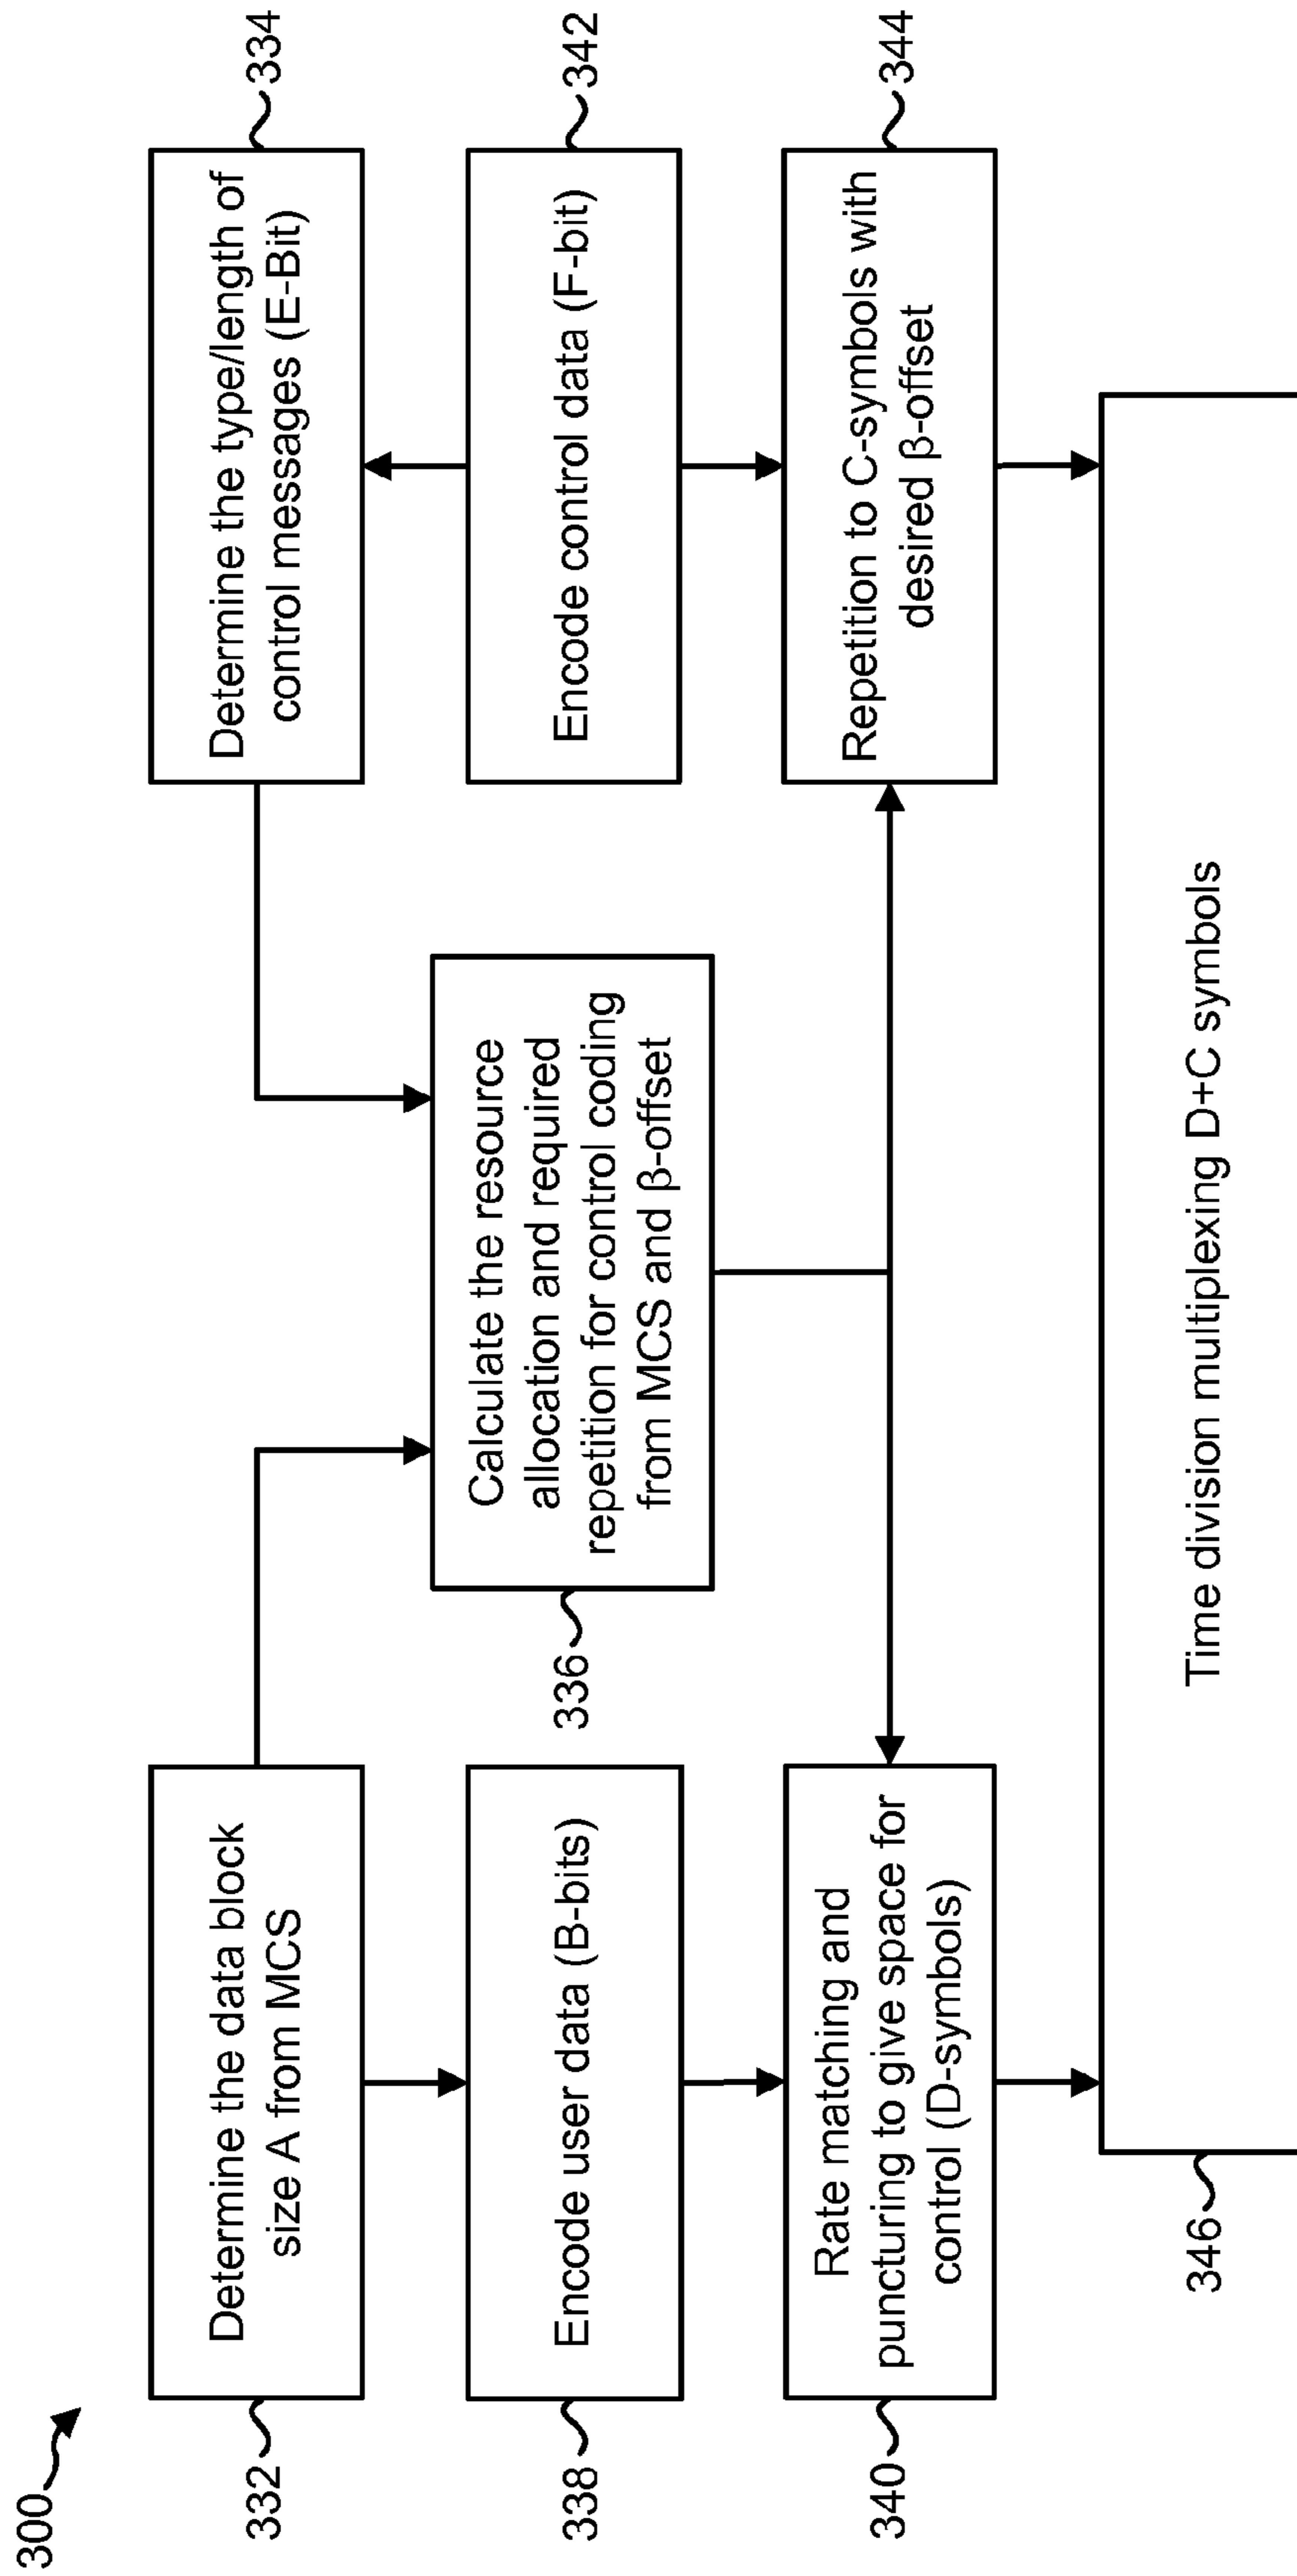 300
332
Determine the data block
size A from MCS
334
Determine the type/length of
control messages (E-Bit)
336
Calculate the resource
allocation and required
repetition for control coding
from MCS and β-offset
338
Encode user data (B-bits)
342
Encode control data (F-bit)
340
Rate matching and
puncturing to give space for
control (D-symbols)
344
Repetition to C-symbols with
desired β-offset
346
Time division multiplexing D+C symbols